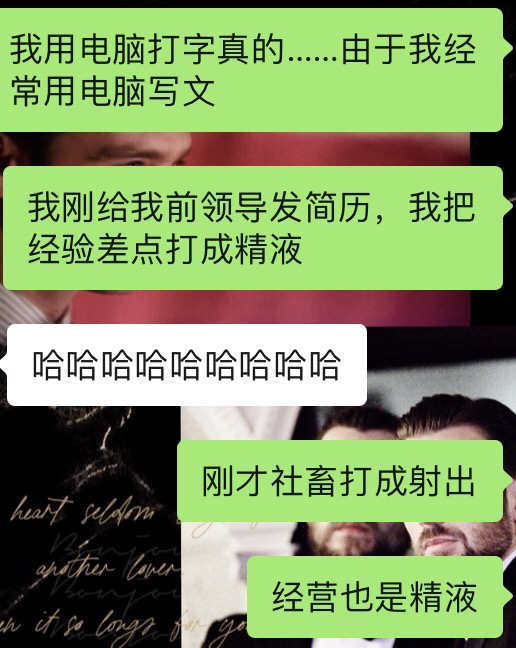 我用电脑打字真的……由于我经
常用电脑写文
我刚给我前领导发简历，我把
经验差点打成精液
哈哈哈哈哈哈哈哈哈
刚才社畜打成射出
经营也是精液
heart seldom
another lover
it so longs for